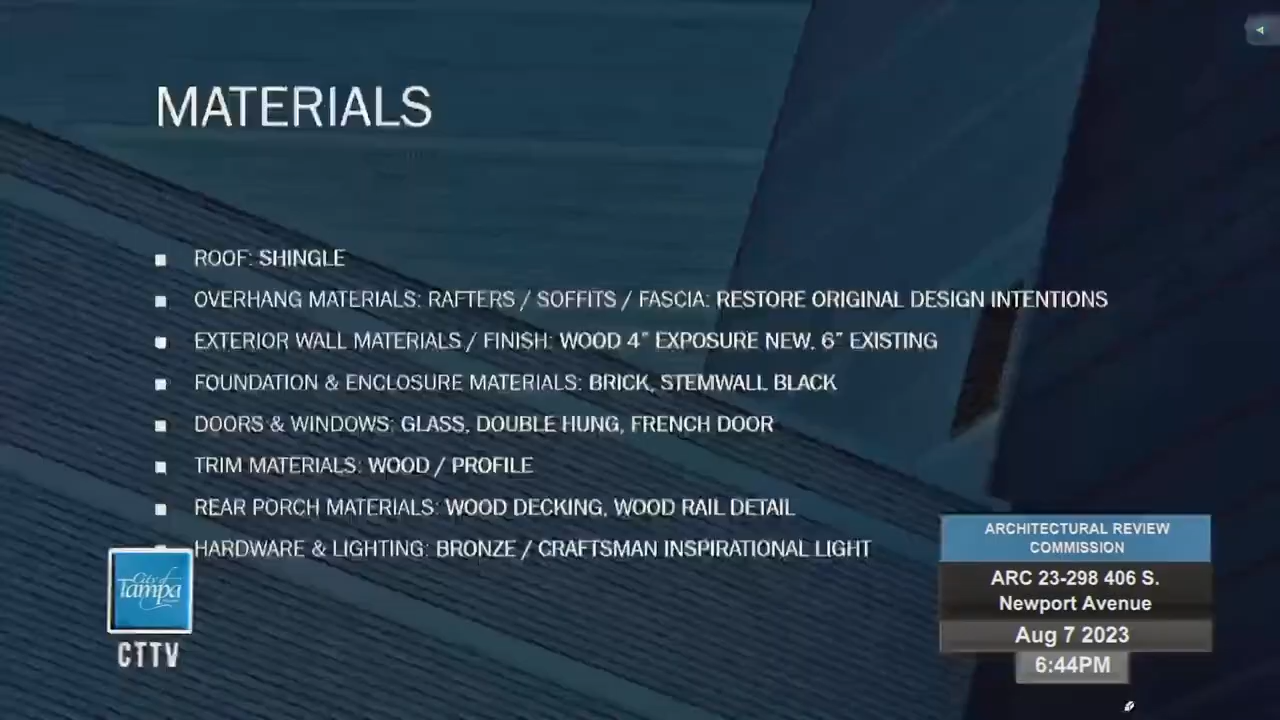 MATERIALS
ROOF: SHINGLE
OVERHANG MATERIALS: RAFTERS / SOFFITS / FASCIA: RESTORE ORIGINAL DESIGN INTENTIONS
EXTERIOR WALL MATERIALS / FINISH: WOOD 4” EXPOSURE NEW, 6” EXISTING
FOUNDATION & ENCLOSURE MATERIALS: BRICK, STEMWALL BLACK
DOORS & WINDOWS: GLASS, DOUBLE HUNG, FRENCH DOOR
TRIM MATERIALS: WOOD / PROFILE
REAR PORCH MATERIALS: WOOD DECKING, WOOD RAIL DETAIL
HARDWARE & LIGHTING: BRONZE / CRAFTSMAN INSPIRATIONAL LIGHT
City of
Tampa
CTTV
ARCHITECTURAL REVIEW
COMMISSION
ARC 23-298 406 S.
Newport Avenue
Aug 7 2023
6:44PM